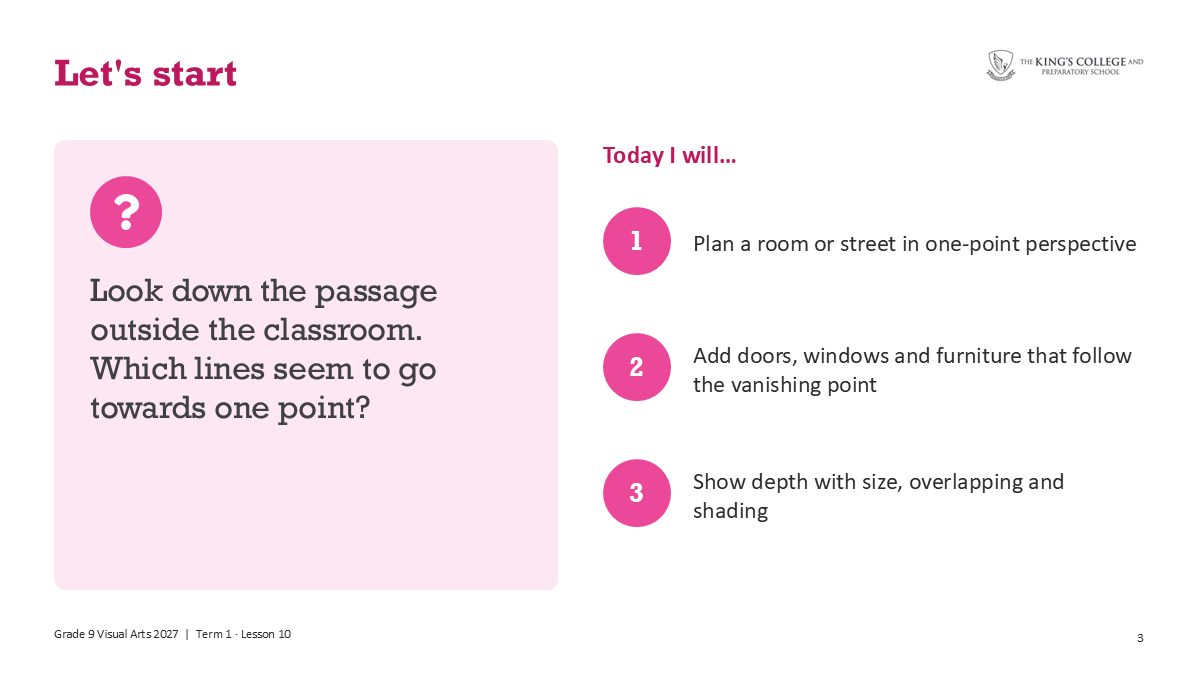 Let's start
THE KING'S COLLEGE AND
PREPARATORY SCHOOL
?
Look down the passage
outside the classroom.
Which lines seem to go
towards one point?
Today I will...
1
Plan a room or street in one-point perspective
2
Add doors, windows and furniture that follow
the vanishing point
3
Show depth with size, overlapping and
shading
Grade 9 Visual Arts 2027 | Term 1 · Lesson 10
3